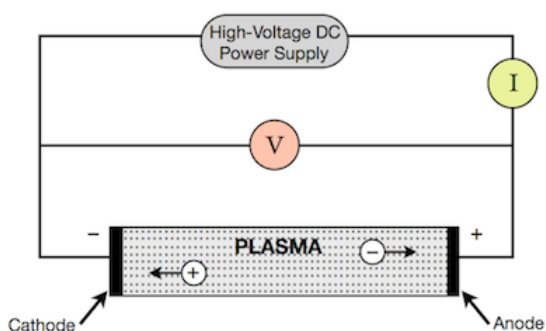 High-Voltage DC
Power Supply
I
V
−
+
PLASMA
−
+
Cathode
Anode